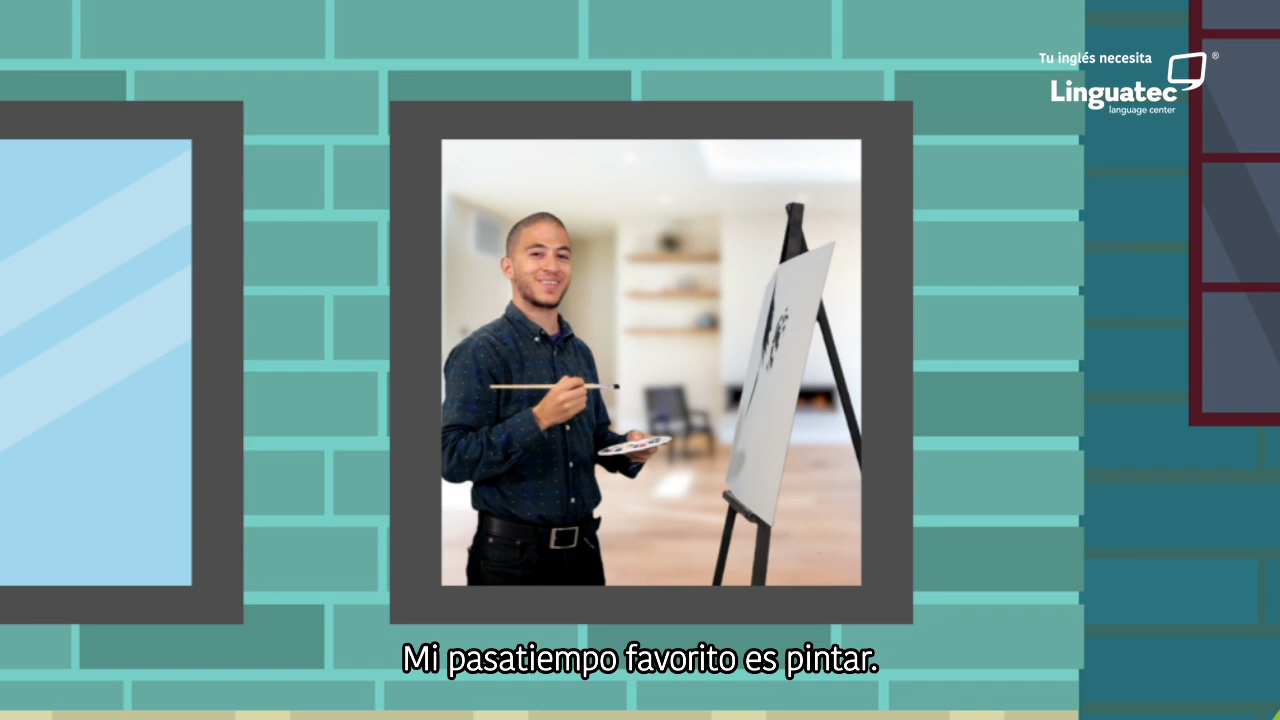 Tu inglés necesita
Linguatec®
language center
Mi pasatiempo favorito es pintar.